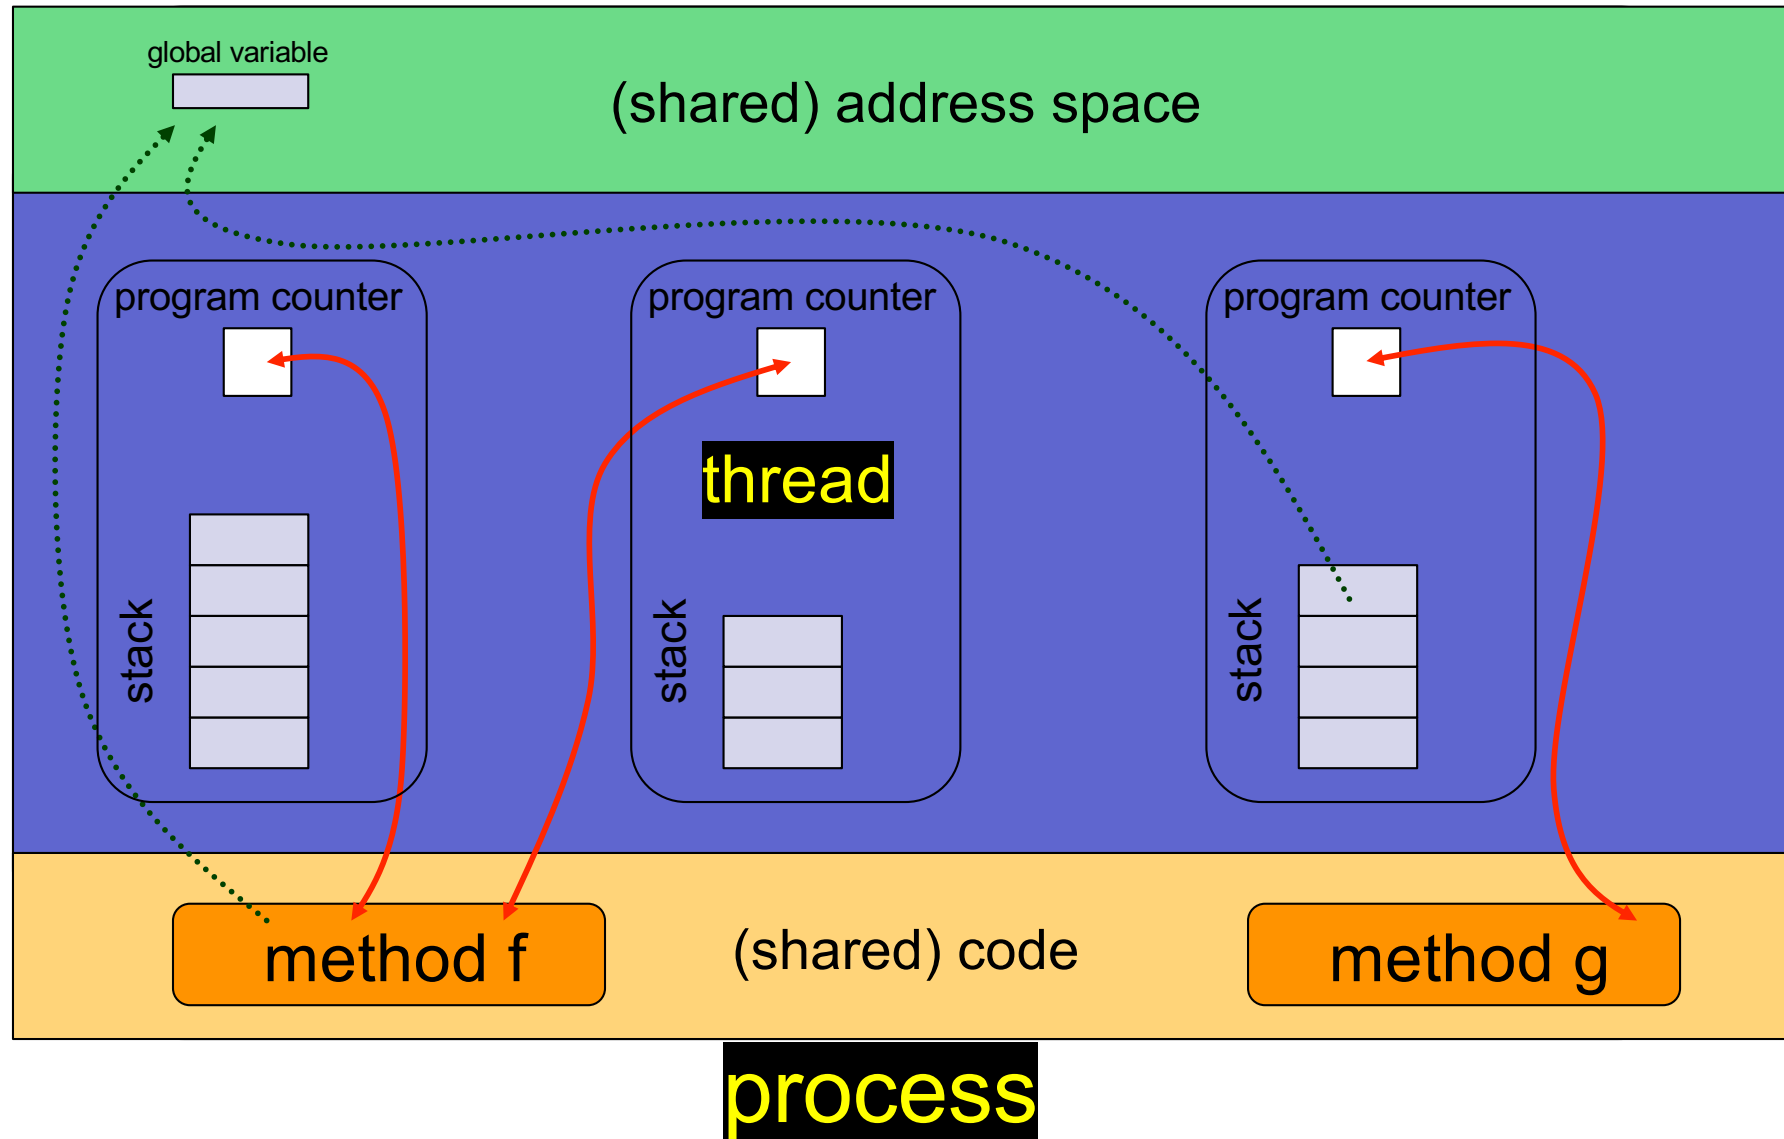 global variable
(shared) address space
program counter
program counter
program counter
thread
stack
stack
stack
method f
(shared) code
method g
process